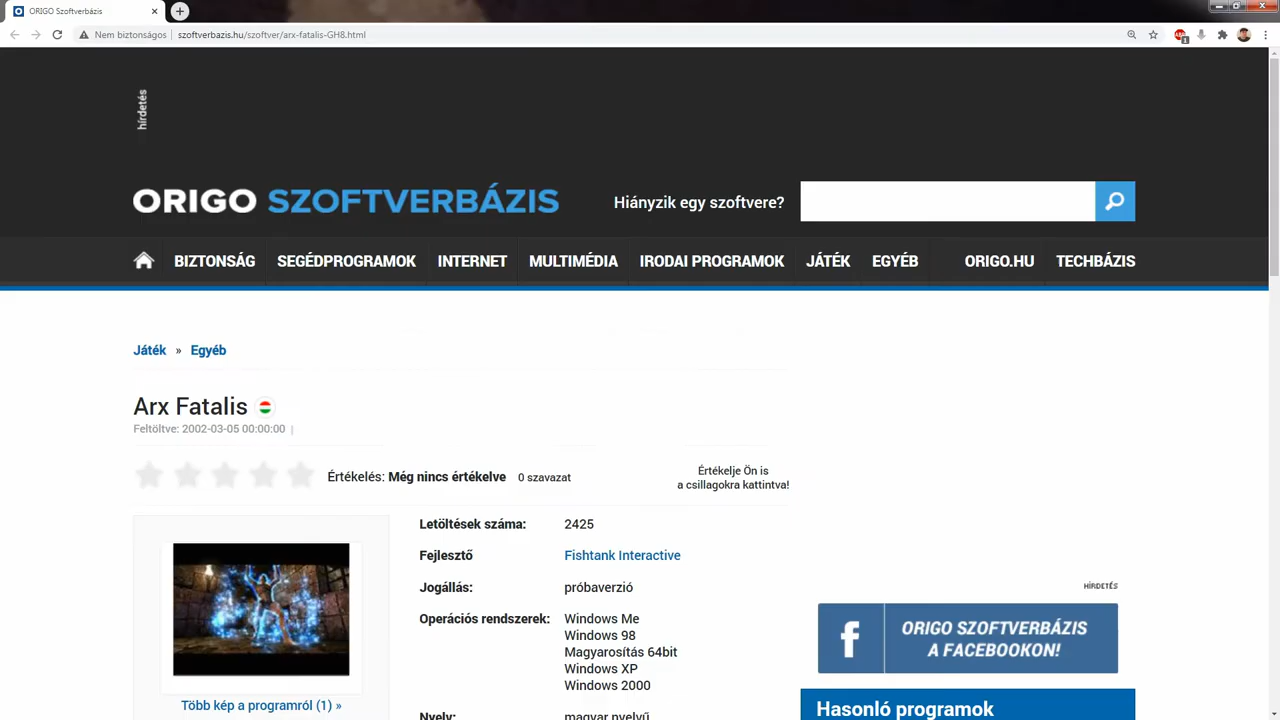 ORIGO Szoftverbázis
Nem biztonságos
szoftverbazis.hu/szoftver/arx-fatalis-GH8.html
hirdetés
ORIGO SZOFTVERBÁZIS
Hiányzik egy szoftver?
BIZTONSÁG
SEGÉDPROGRAMOK
INTERNET
MULTIMÉDIA
IRODAI PROGRAMOK
JÁTÉK
EGYÉB
ORIGO.HU
TECHBÁZIS
Játék » Egyéb
Arx Fatalis
Feltöltve: 2002-03-05 00:00:00 |
Értékelés: Még nincs értékelve 0 szavazat
Értékelje Ön is
a csillagokra kattintva!
Letöltések száma: 2425
Fejlesztő Fishtank Interactive
Jogállás: próbaverzió
Operációs rendszerek: Windows Me
Windows 98
Magyarosítás 64bit
Windows XP
Windows 2000
Nyelv: magyar nyelvű
Több kép a programról (1) »
HIRDETÉS
ORIGO SZOFTVERBÁZIS
A FACEBOOKON!
Hasonló programok